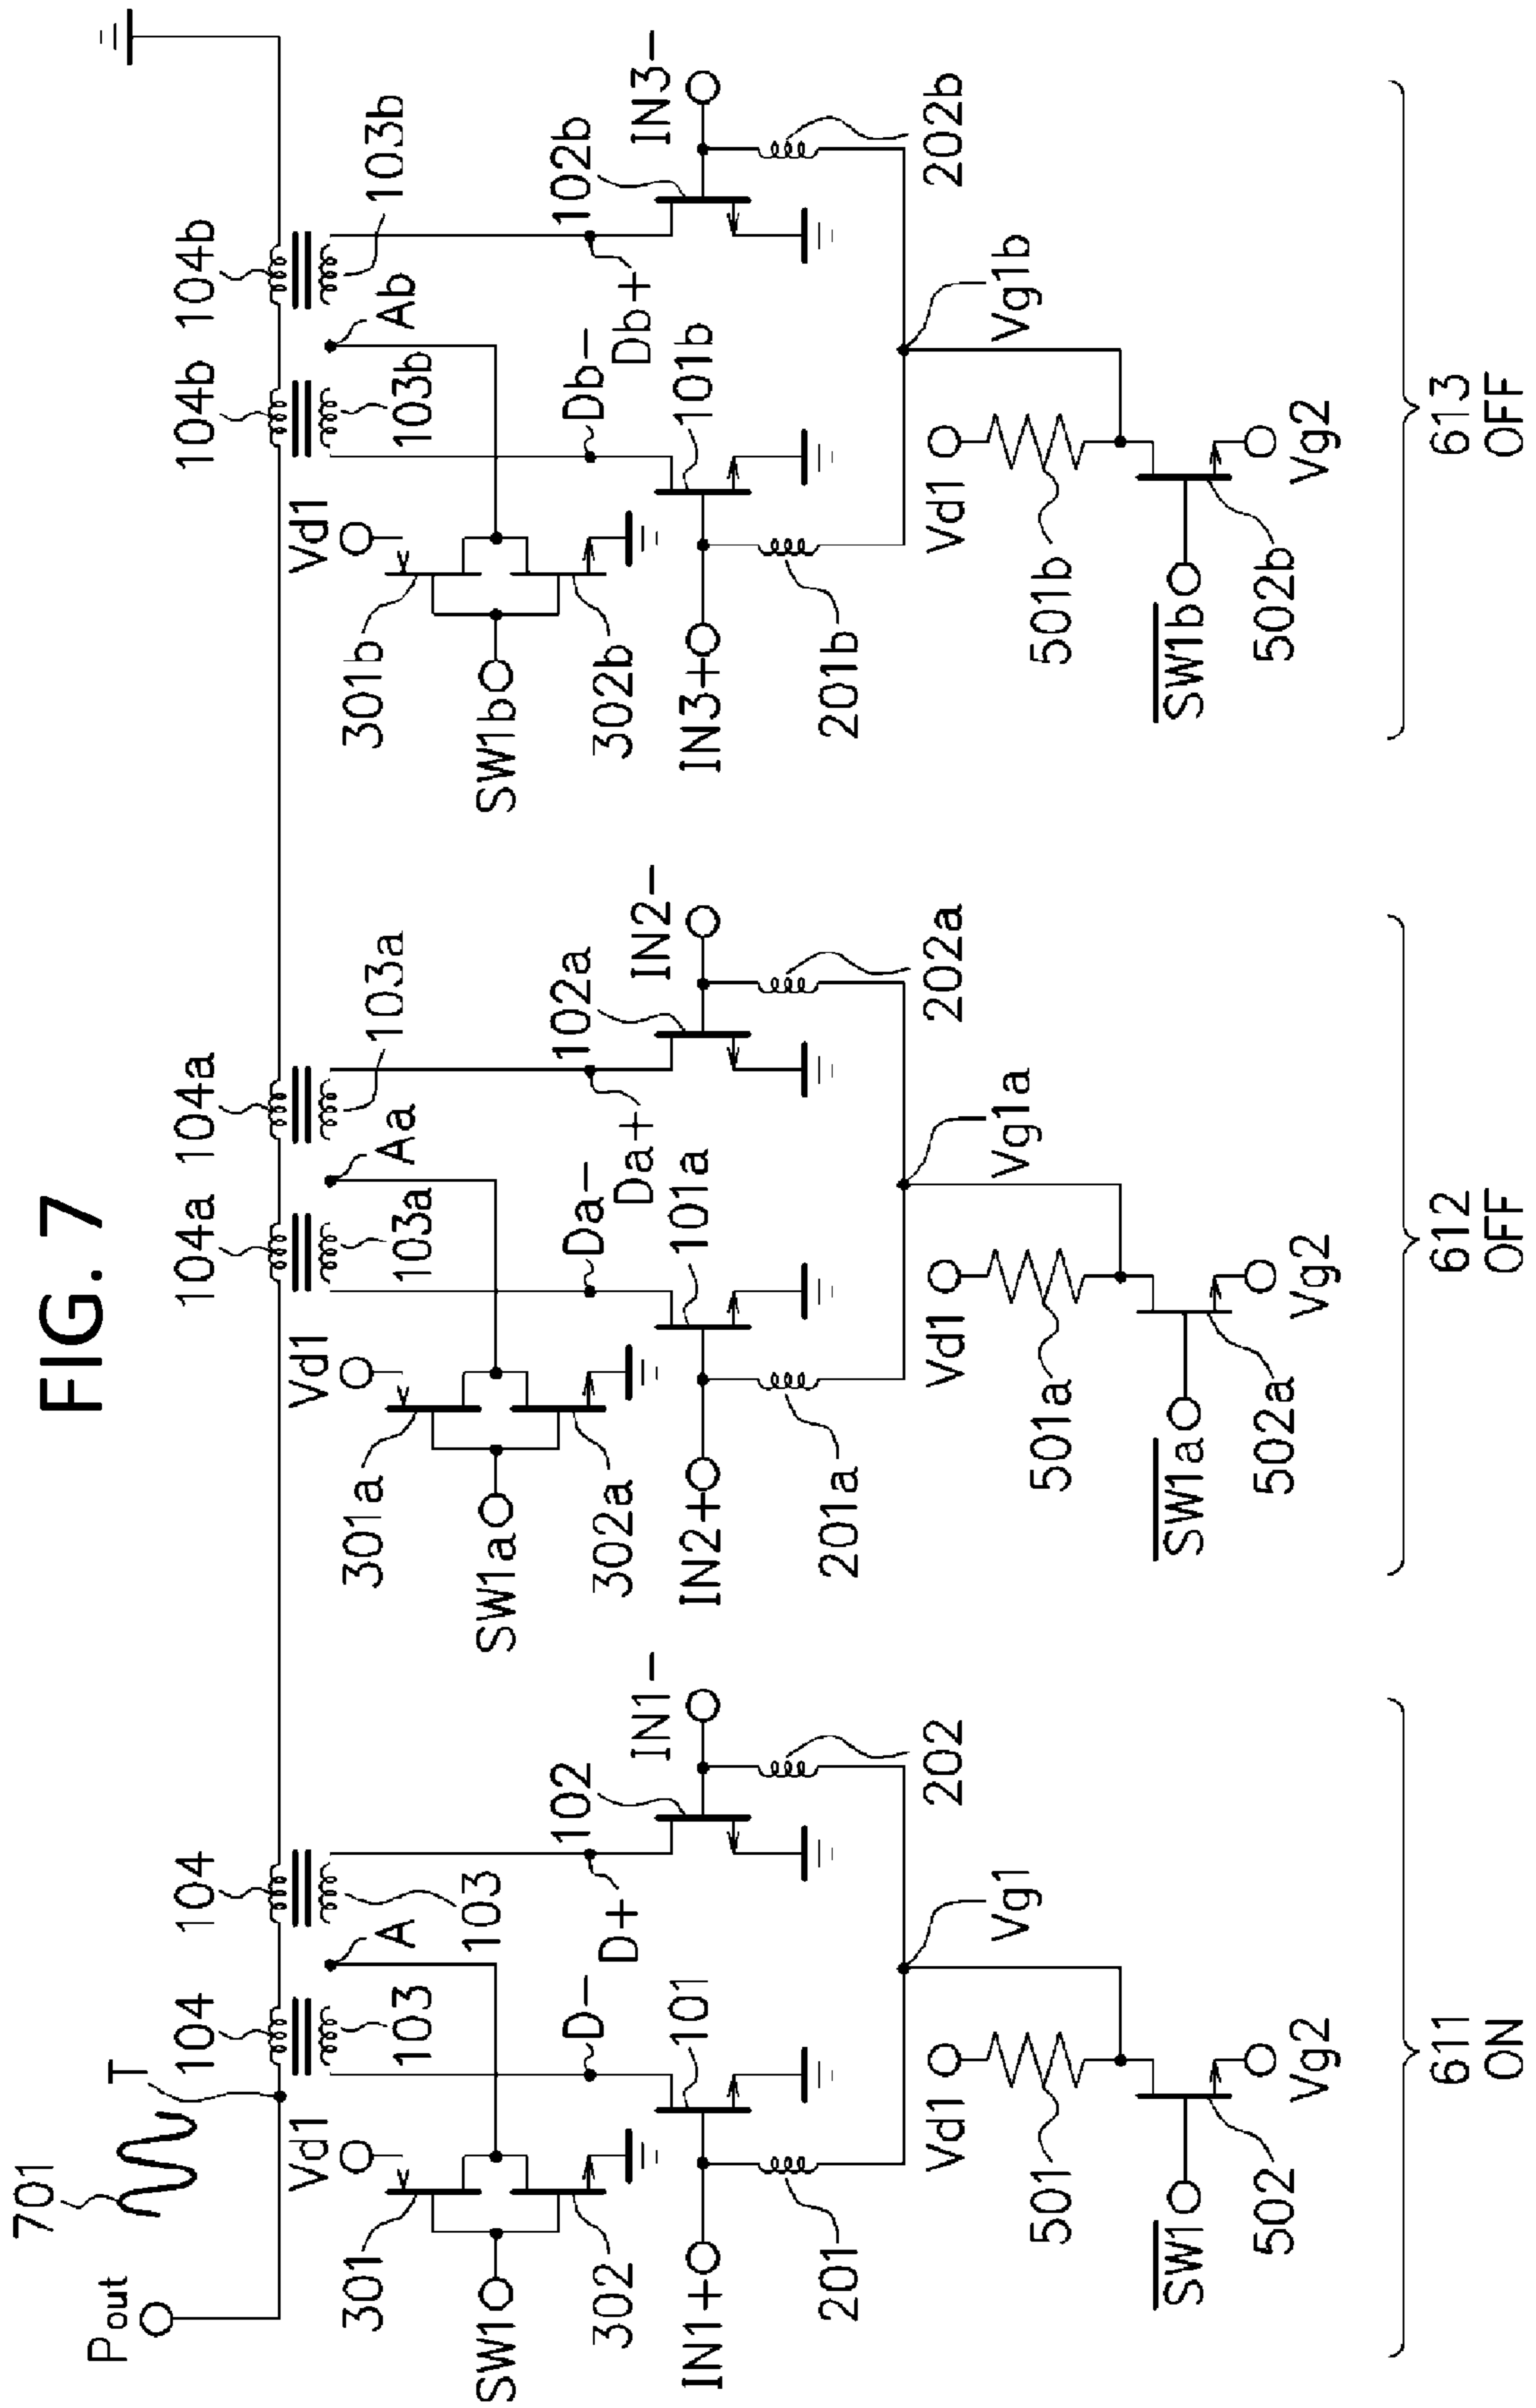 FIG. 7
701
Pout
T
104
104
104a
104a
104b
104b
Vd1
103
A
103
Vd1
103a
Aa
103a
Vd1
103b
Ab
103b
301
SW1
302
301a
SW1a
302a
301b
SW1b
302b
D-
D+
102
Da-
Da+
102a
Db-
Db+
102b
IN1+
101
IN1-
IN2+
101a
IN2-
IN3+
101b
IN3-
201
202
201a
202a
201b
202b
Vd1
Vg1
Vd1
Vg1a
Vd1
Vg1b
501
501a
501b
SW1
502
Vg2
SW1a
502a
Vg2
SW1b
502b
Vg2
611
ON
612
OFF
613
OFF